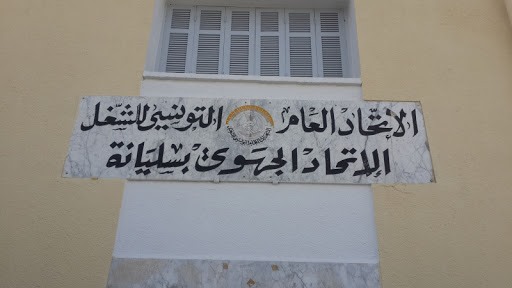 الاتحاد العام التونسي للشغل
الاتحاد الجهوي بسليانة